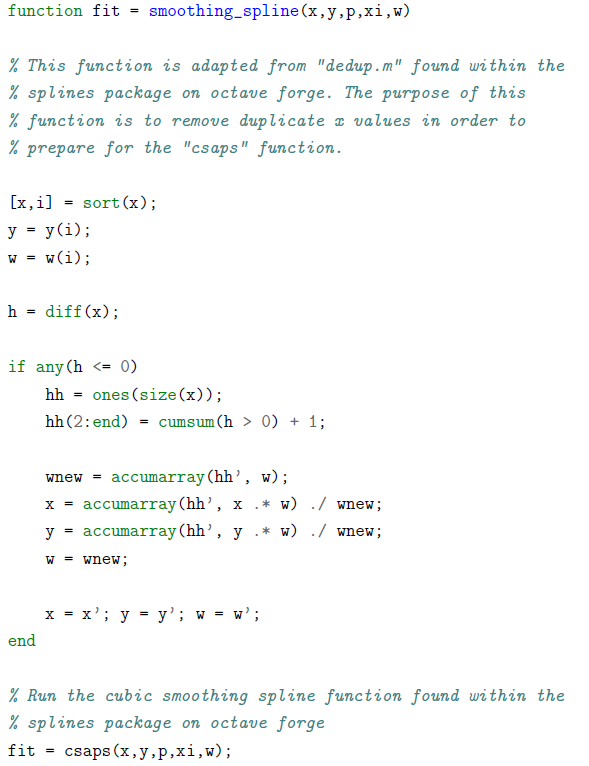 function fit = smoothing_spline(x,y,p,xi,w)
% This function is adapted from "dedup.m" found within the
% splines package on octave forge. The purpose of this
% function is to remove duplicate x values in order to
% prepare for the "csaps" function.
[x,i] = sort(x);
y = y(i);
w = w(i);
h = diff(x);
if any(h <= 0)
    hh = ones(size(x));
    hh(2:end) = cumsum(h > 0) + 1;
    wnew = accumarray(hh', w);
    x = accumarray(hh', x .* w) ./ wnew;
    y = accumarray(hh', y .* w) ./ wnew;
    w = wnew;
    x = x'; y = y'; w = w';
end
% Run the cubic smoothing spline function found within the
% splines package on octave forge
fit = csaps(x,y,p,xi,w);